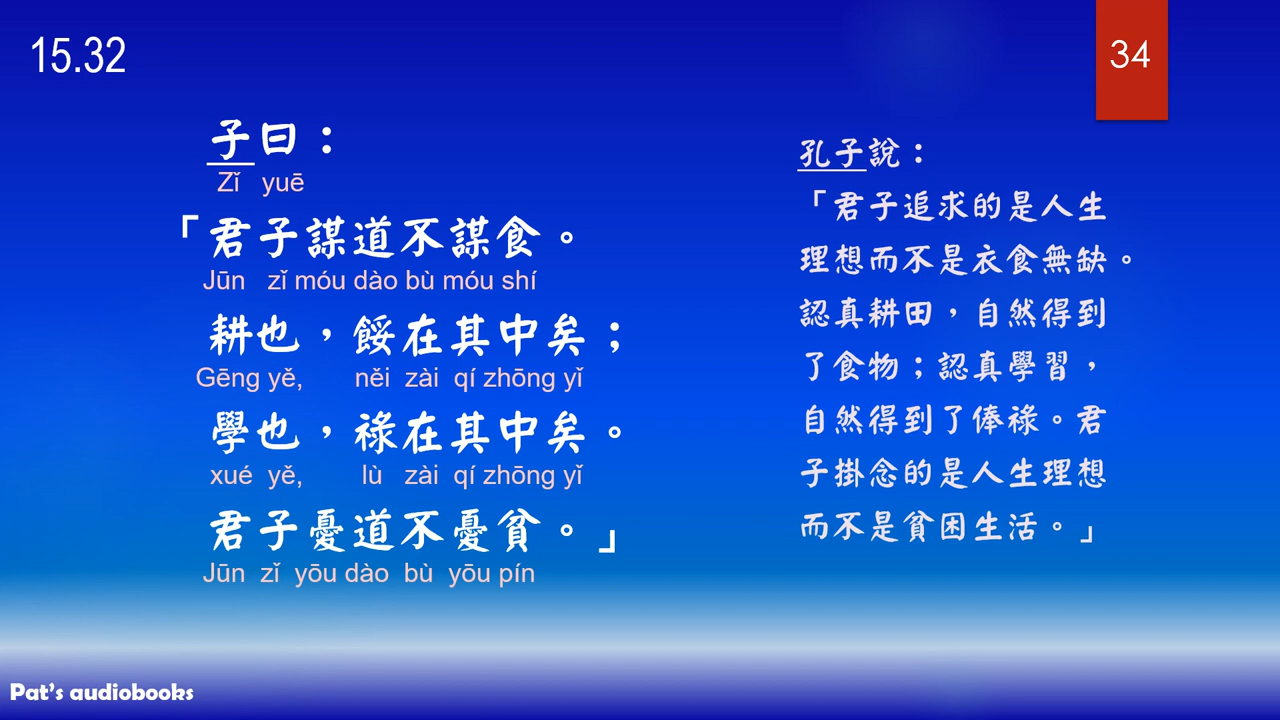 15.32
34
子曰：
Zǐ yuē
「君子謀道不謀食。
Jūn zǐ móu dào bù móu shí
耕也，餒在其中矣；
Gēng yě, něi zài qí zhōng yǐ
學也，祿在其中矣。
xué yě, lù zài qí zhōng yǐ
君子憂道不憂貧。」
Jūn zǐ yōu dào bù yōu pín
孔子說：
「君子追求的是人生
理想而不是衣食無缺。
認真耕田，自然得到
了食物；認真學習，
自然得到了俸祿。君
子掛念的是人生理想
而不是貧困生活。」
Pat's audiobooks